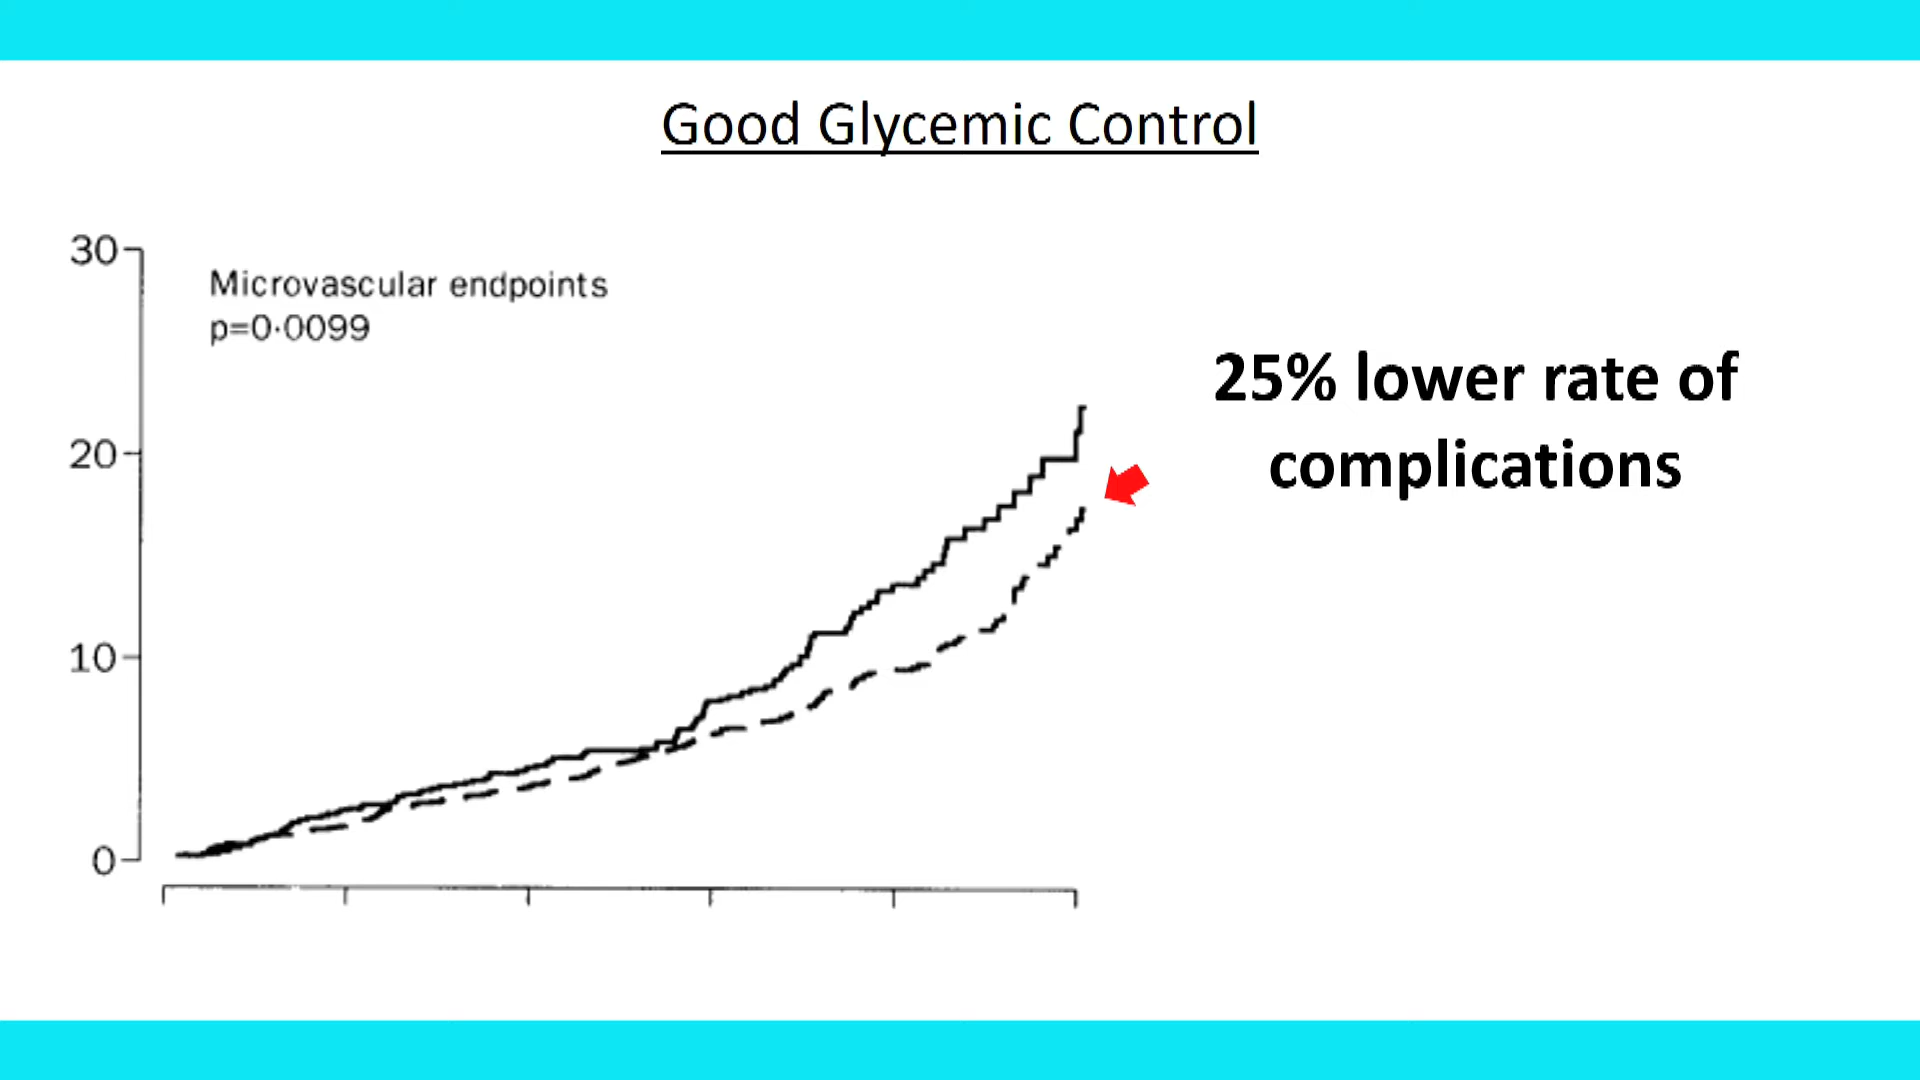 Good Glycemic Control
30
Microvascular endpoints
p=0·0099
25% lower rate of
complications
20
10
0